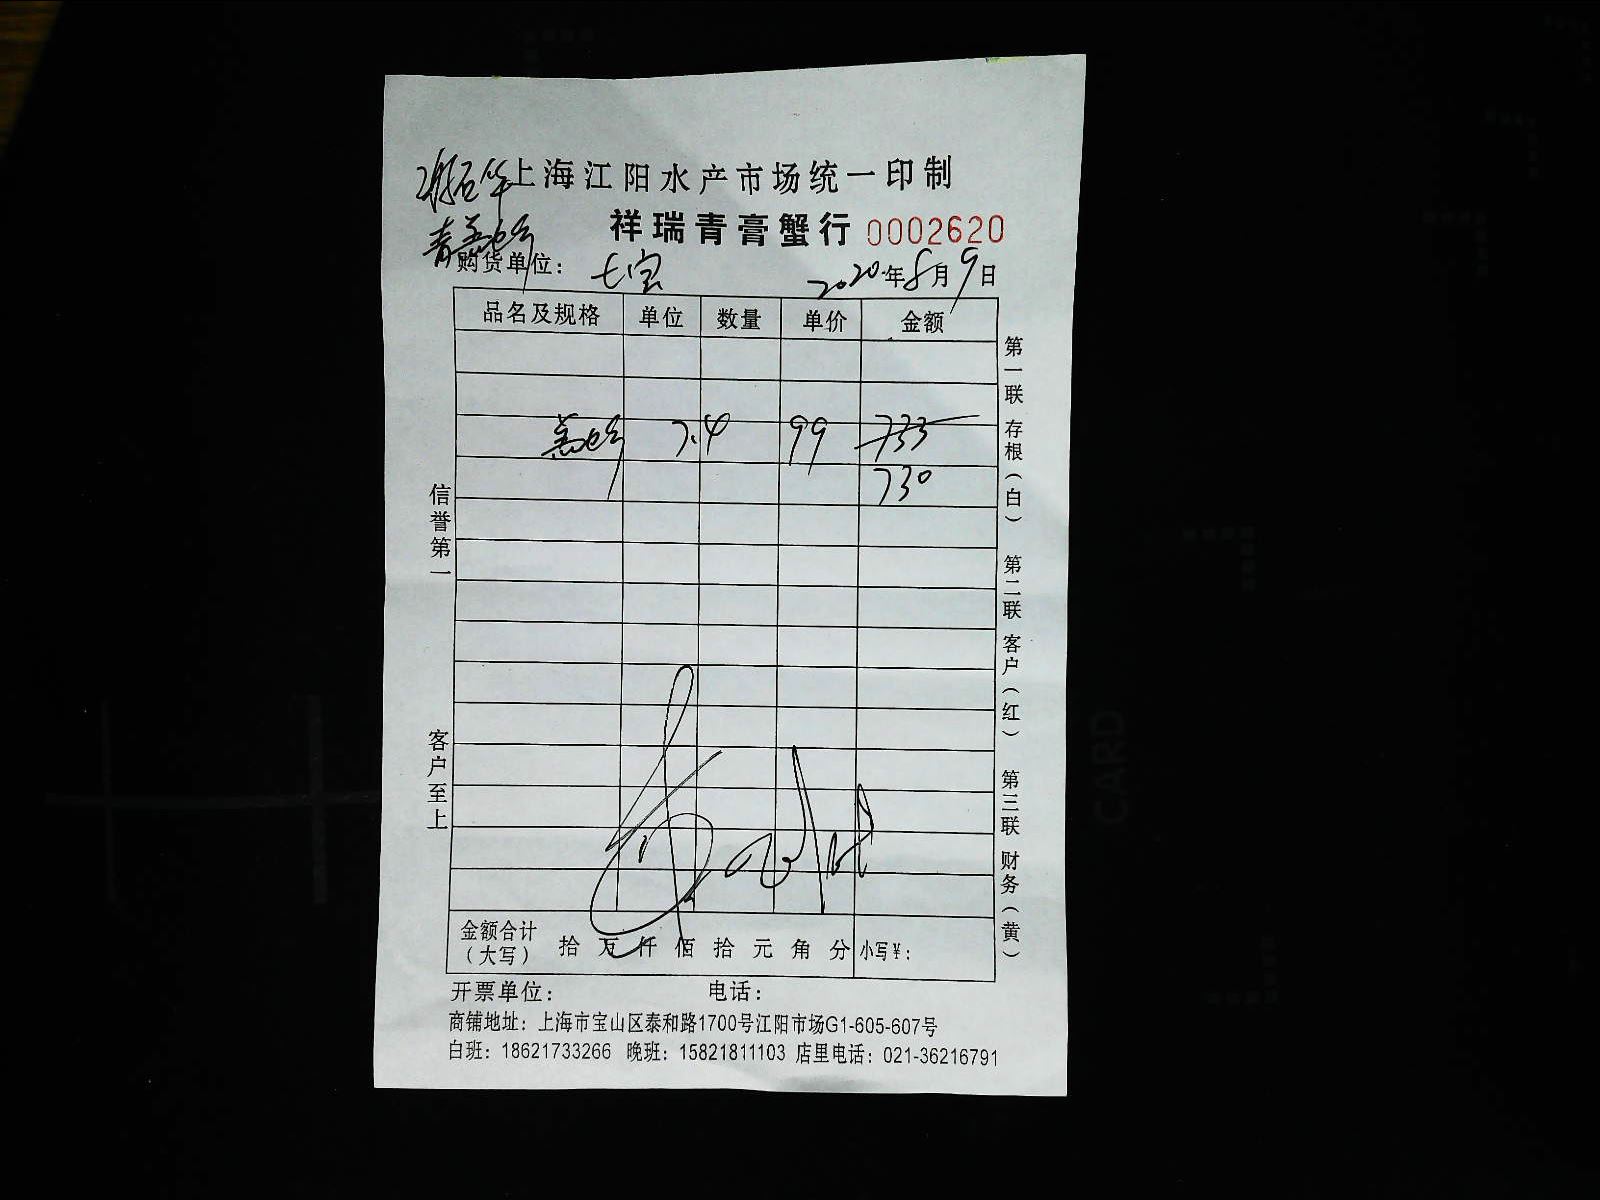 上海江阳水产市场统一印制
祥瑞青膏蟹行 0002620
购货单位： 七宝 2020年8月9日
品名及规格 单位 数量 单价 金额
7.4 99 733
730
信誉第一
客户至上
第一联 存根（白） 第二联 客户（红） 第三联 财务（黄）
金额合计（大写） 拾 万 仟 佰 拾 元 角 分 小写¥：
开票单位： 电话：
商铺地址：上海市宝山区泰和路1700号江阳市场G1-605-607号
白班：18621733266 晚班：15821811103 店里电话：021-36216791
CARD